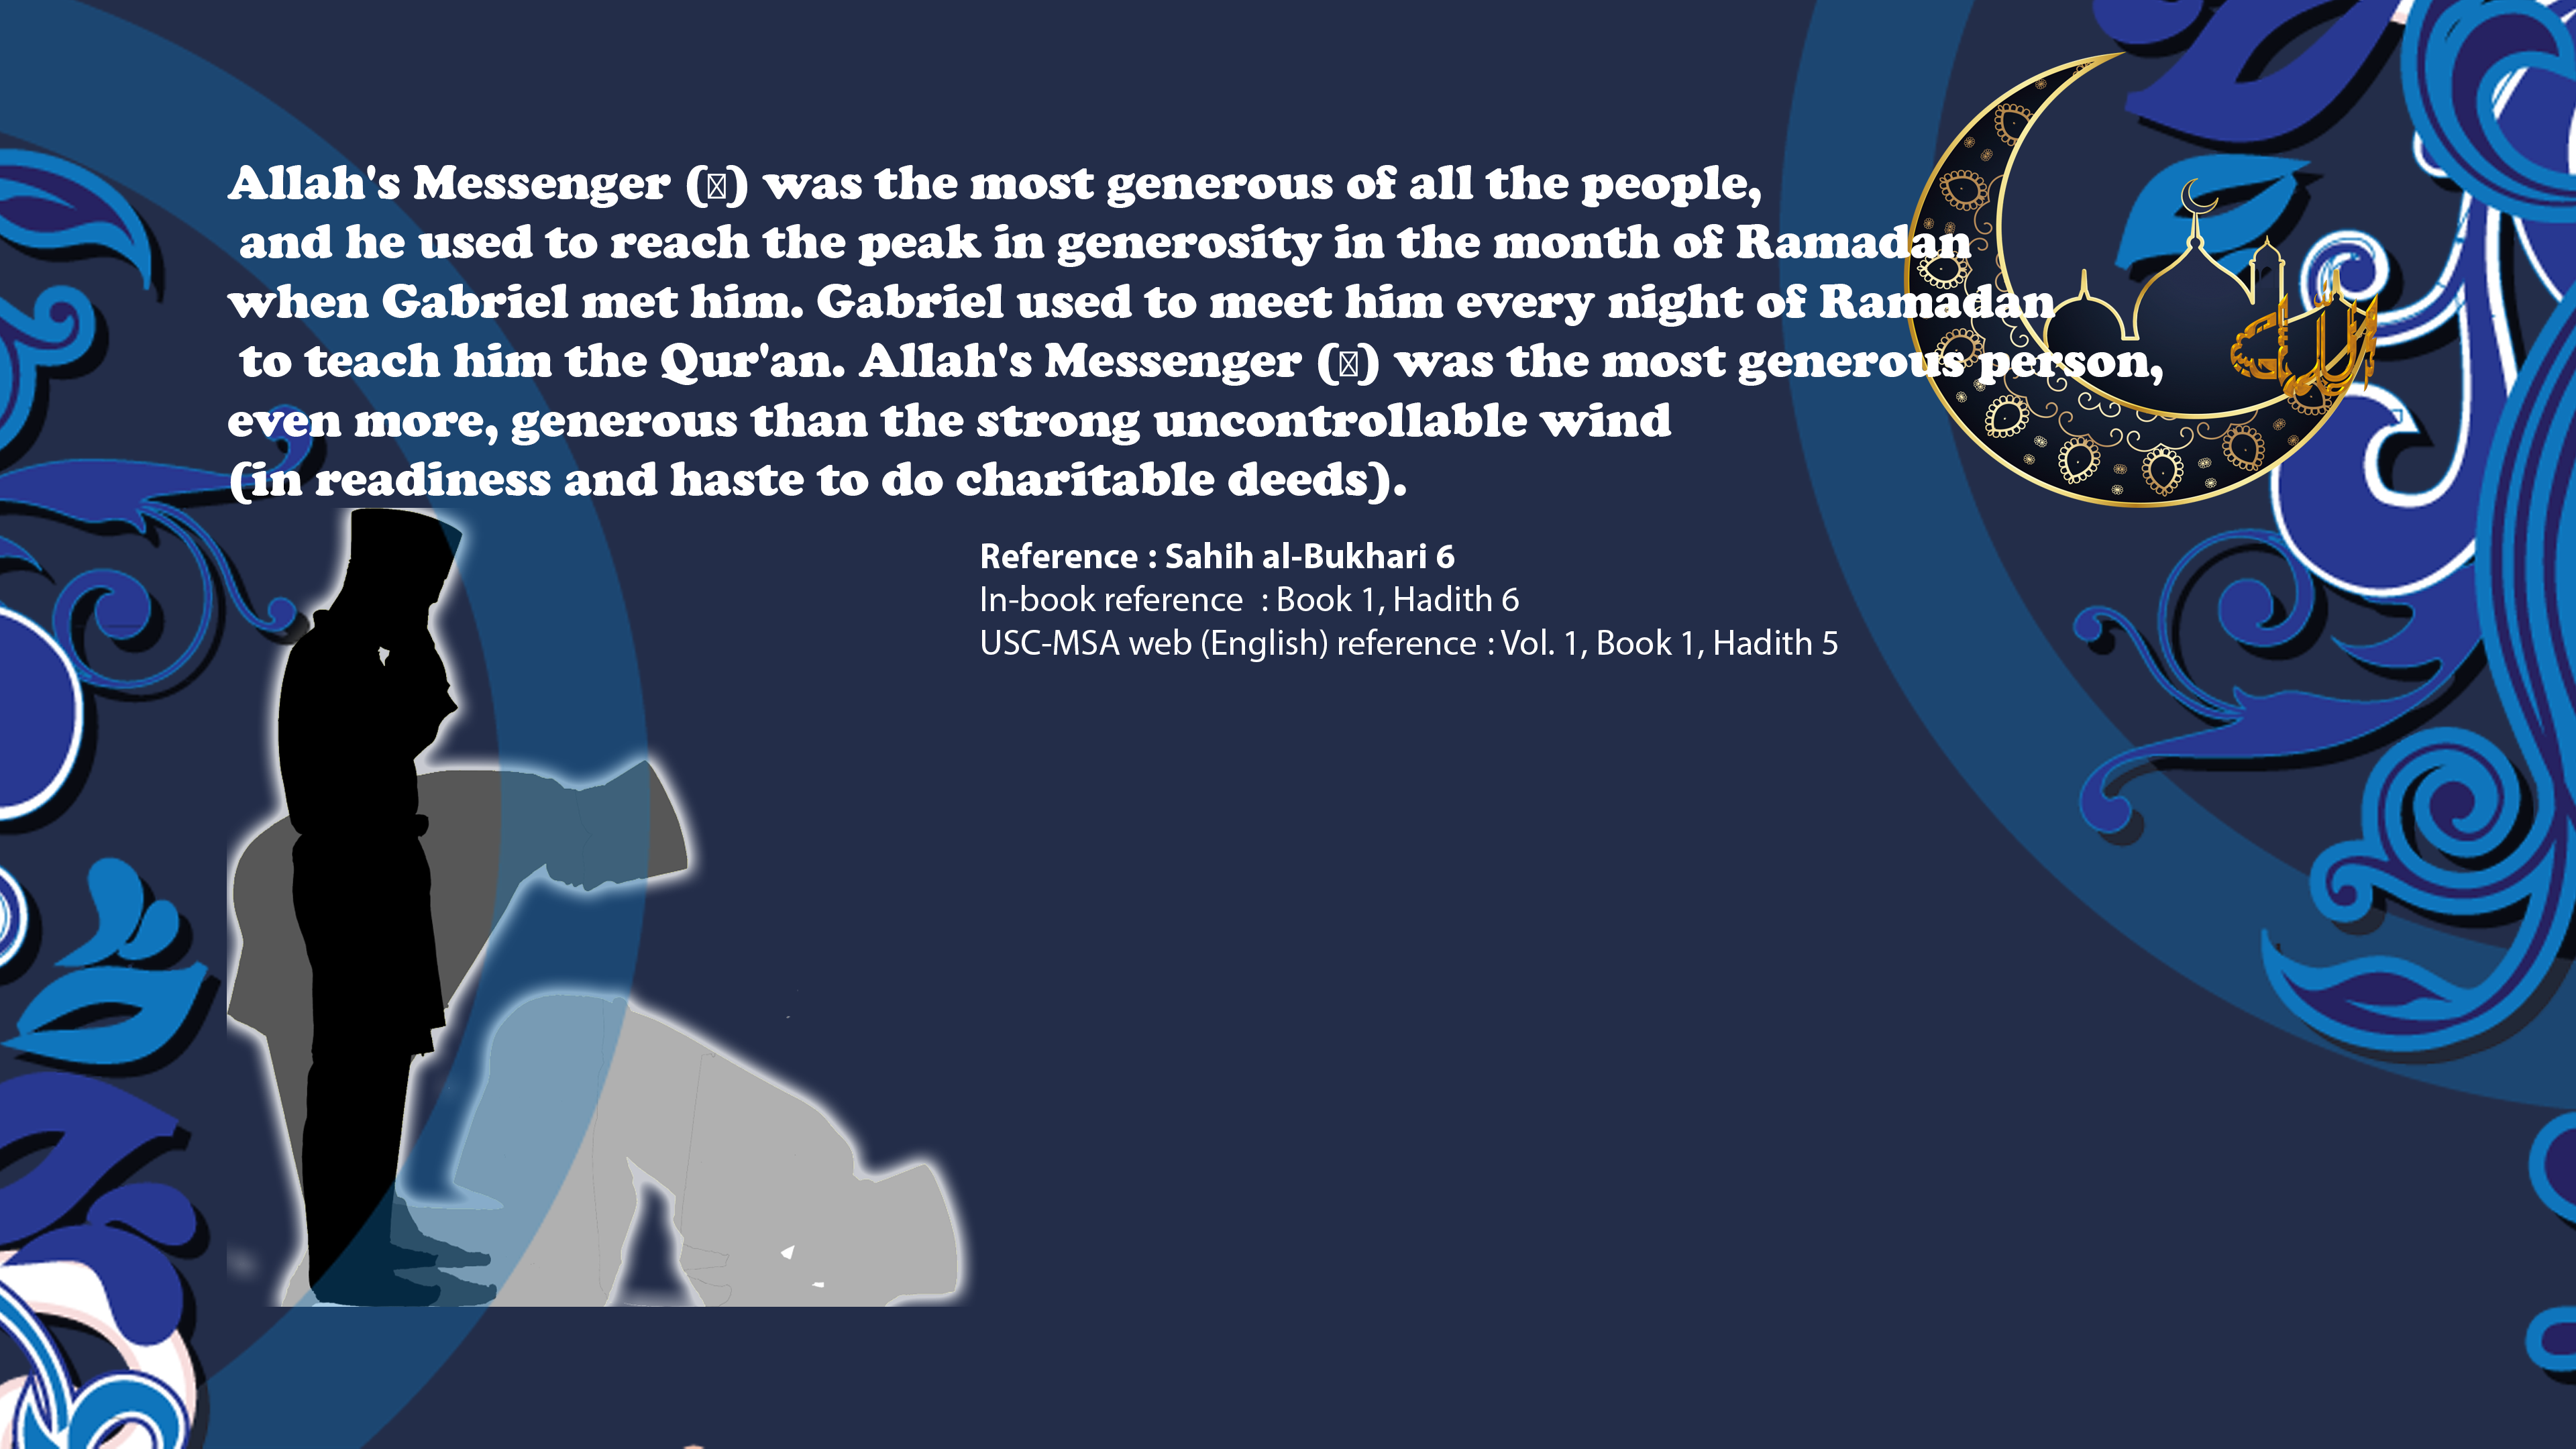 Allah's Messenger (□) was the most generous of all the people,
and he used to reach the peak in generosity in the month of Ramadan
when Gabriel met him. Gabriel used to meet him every night of Ramadan
to teach him the Qur'an. Allah's Messenger (□) was the most generous person,
even more, generous than the strong uncontrollable wind
(in readiness and haste to do charitable deeds).
الله
Reference : Sahih al-Bukhari 6
In-book reference : Book 1, Hadith 6
USC-MSA web (English) reference : Vol. 1, Book 1, Hadith 5